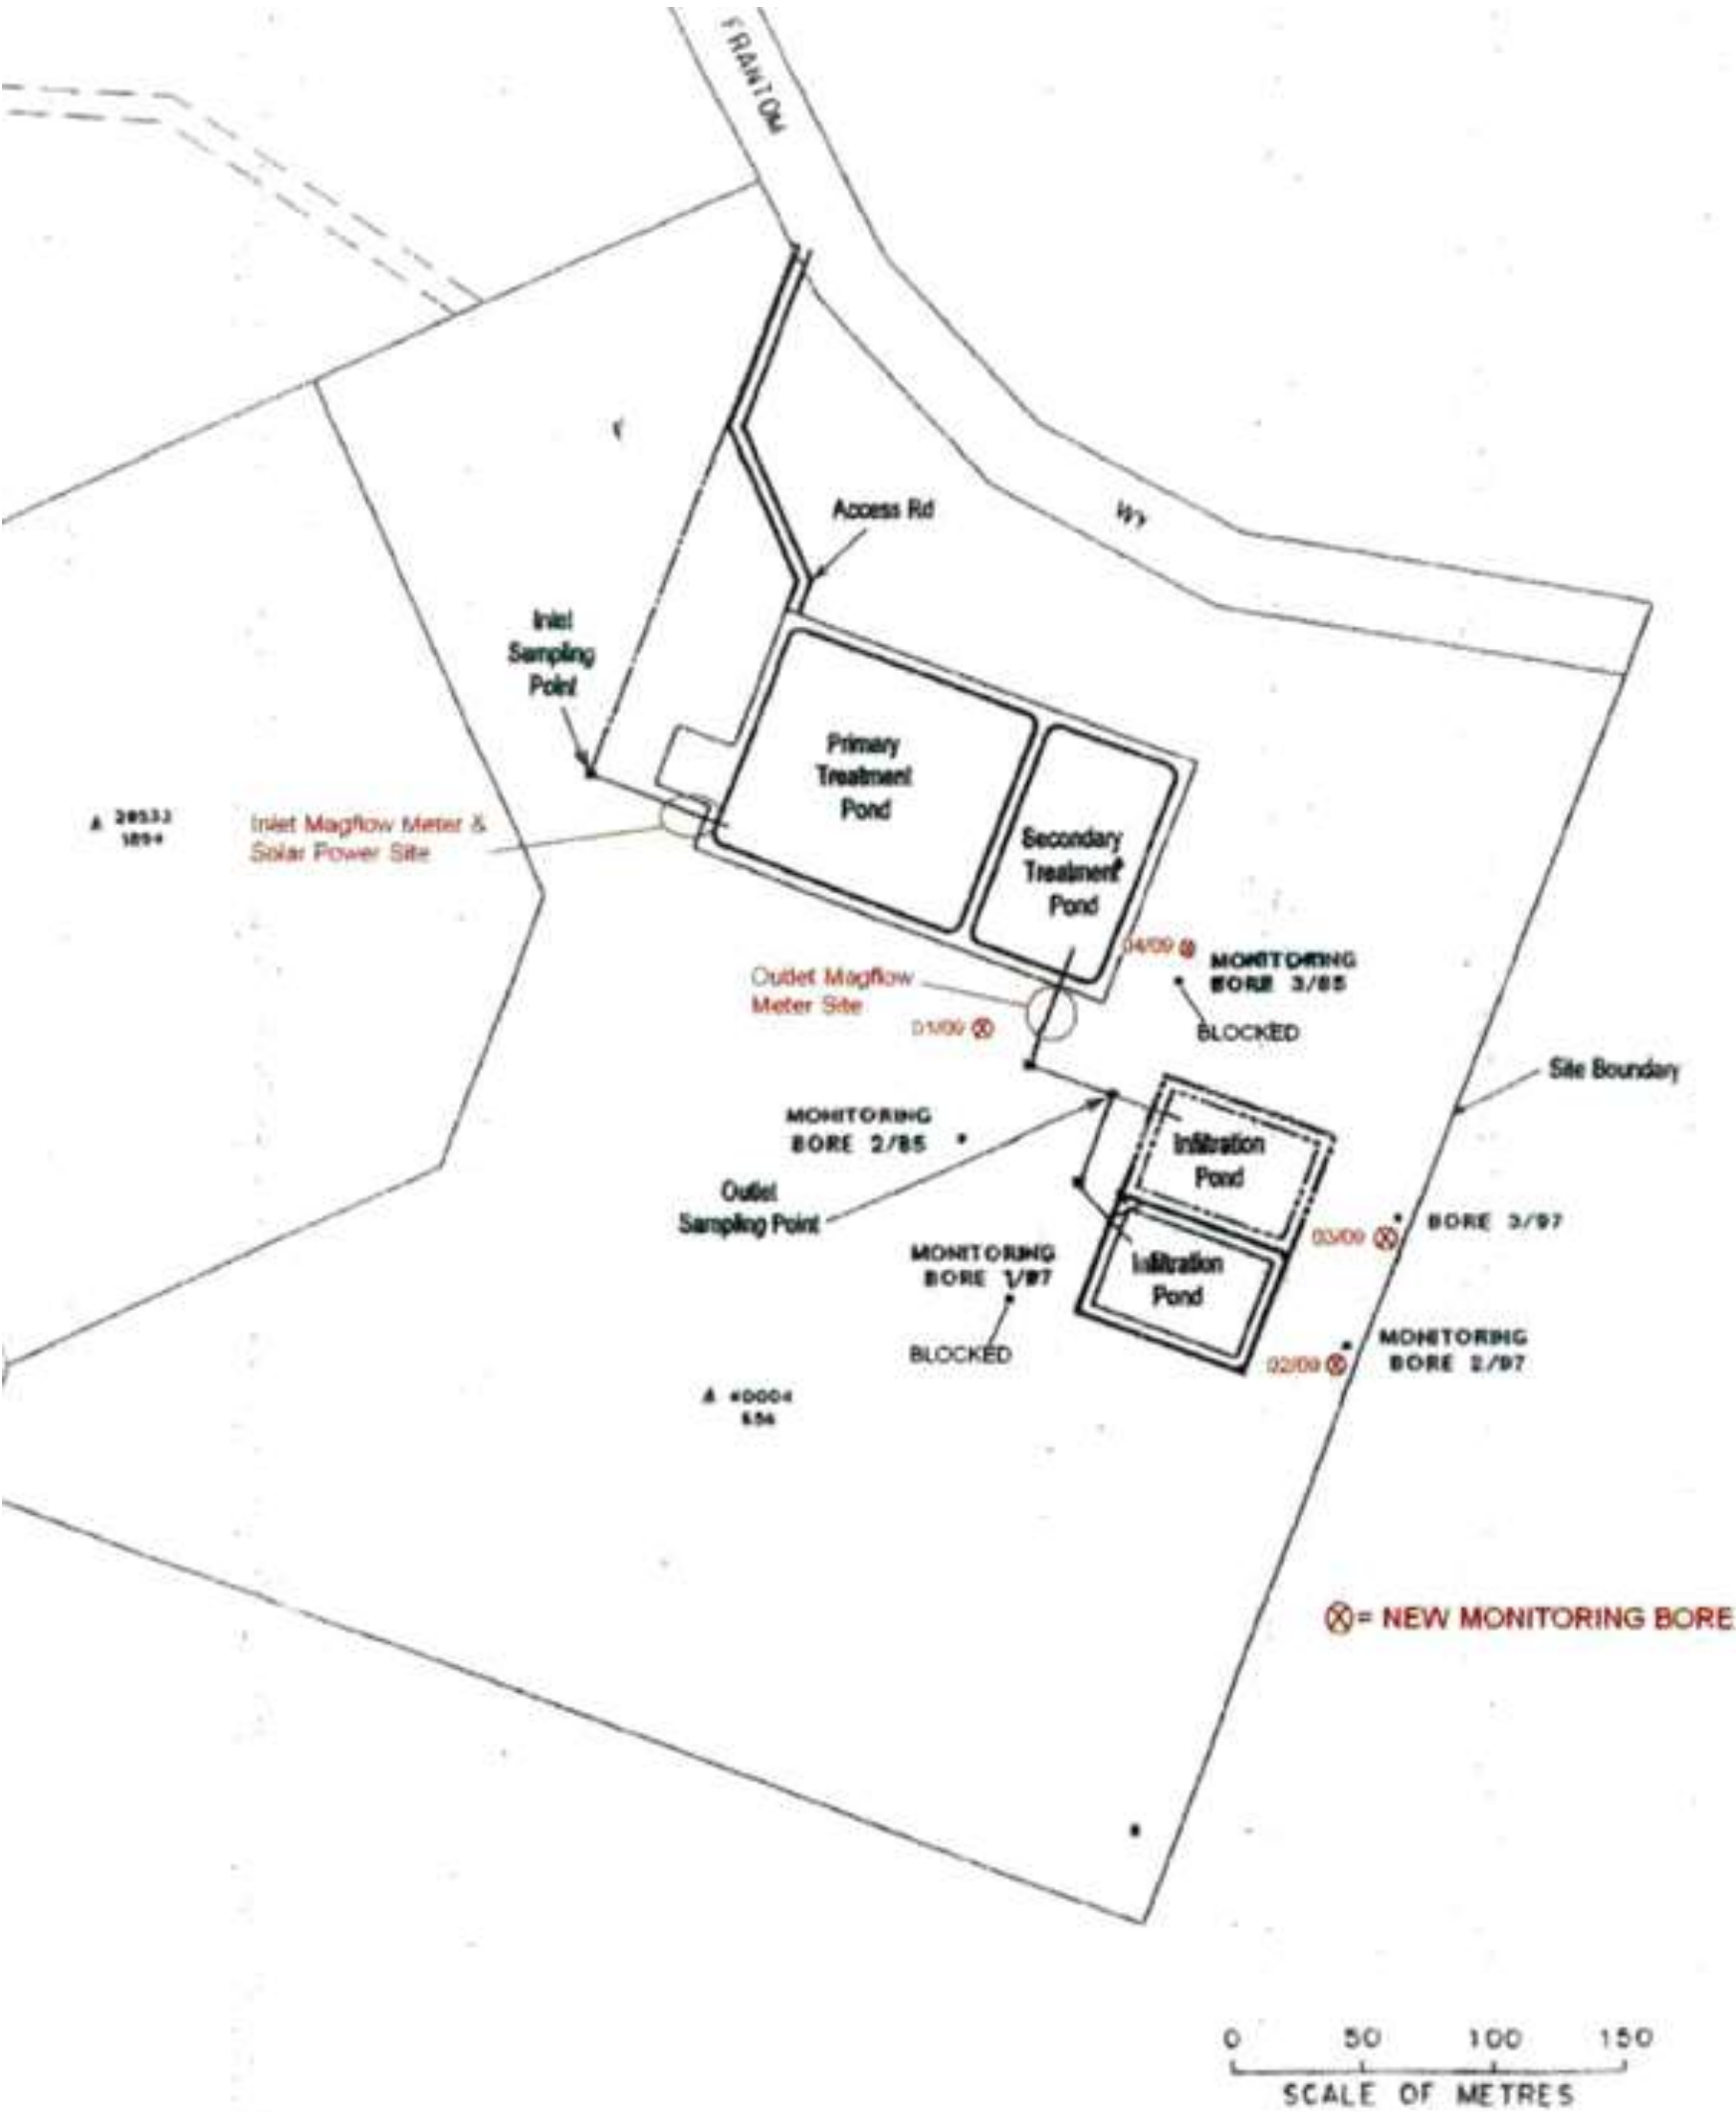 FRANTOM
WY
Access Rd
Inlet
Sampling
Point
Primary
Treatment
Pond
Inlet Magflow Meter &
Solar Power Site
Secondary
Treatment
Pond
04/09
MONITORING
BORE 3/85
BLOCKED
Outlet Magflow
Meter Site
01/09
Site Boundary
MONITORING
BORE 2/85
Infiltration
Pond
Outlet
Sampling Point
BORE 3/97
03/09
MONITORING
BORE 1/97
Infiltration
Pond
BLOCKED
MONITORING
BORE 2/97
02/09
⊗= NEW MONITORING BORE
0 50 100 150
SCALE OF METRES